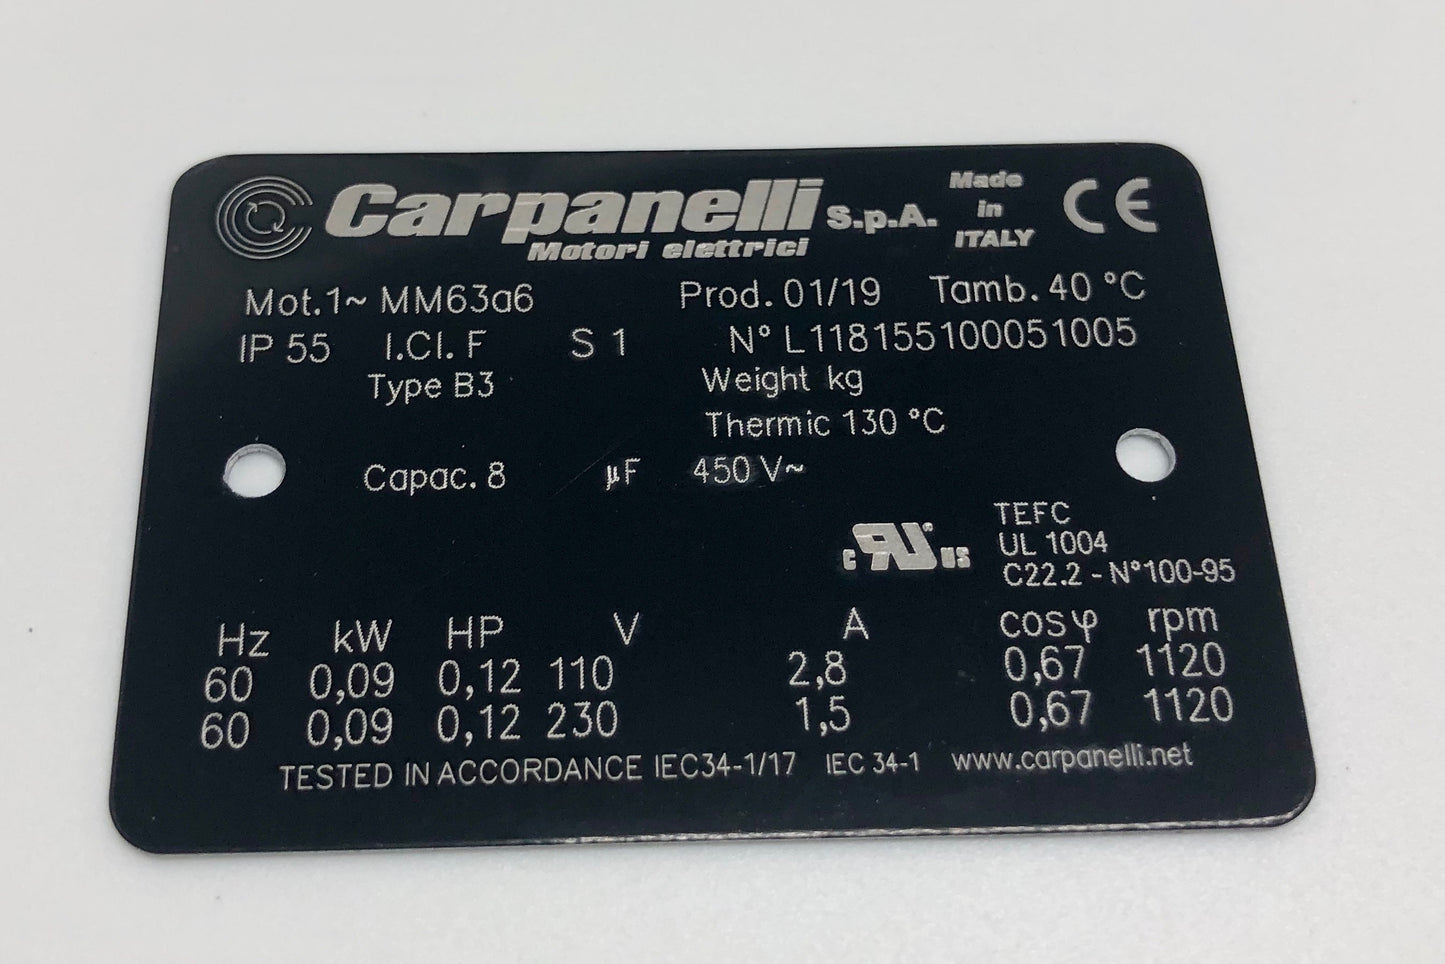 Carpanelli S.p.A.
Motori elettrici
Made
in
ITALY
CE
Mot.1~ MM63a6 Prod. 01/19 Tamb. 40 °C
IP 55 I.Cl. F S 1 N° L1181551000051005
Type B3 Weight kg
Thermic 130 °C
Capac. 8 µF 450 V~
c RU ® US
TEFC
UL 1004
C22.2 - N°100-95
Hz kW HP V A cosφ rpm
60 0,09 0,12 110 2,8 0,67 1120
60 0,09 0,12 230 1,5 0,67 1120
TESTED IN ACCORDANCE IEC34-1/17 IEC 34-1 www.carpanelli.net